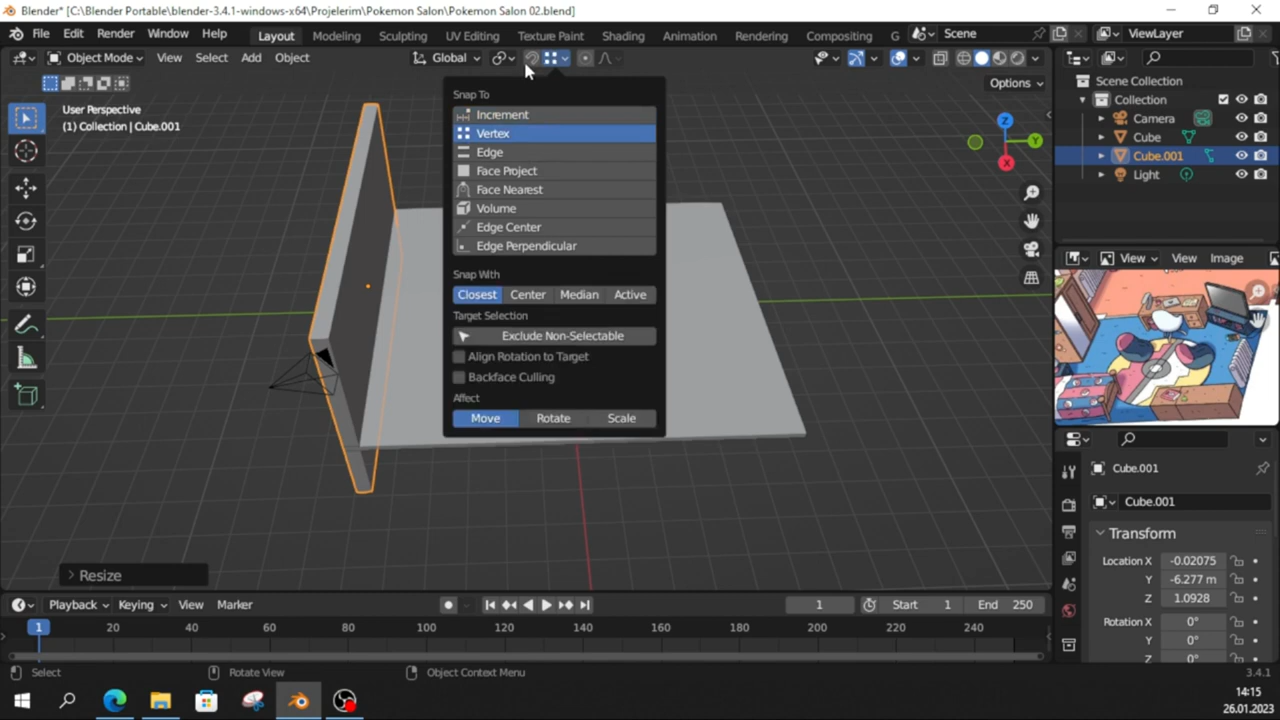 Blender* [C:\Blender Portable\blender-3.4.1-windows-x64\Projelerim\Pokemon Salon\Pokemon Salon 02.blend]
File Edit Render Window Help Layout Modeling Sculpting UV Editing Texture Paint Shading Animation Rendering Compositing G Scene ViewLayer
Object Mode View Select Add Object Global
Options
User Perspective
(1) Collection | Cube.001
Snap To
Increment
Vertex
Edge
Face Project
Face Nearest
Volume
Edge Center
Edge Perpendicular
Snap With
Closest Center Median Active
Target Selection
Exclude Non-Selectable
Align Rotation to Target
Backface Culling
Affect
Move Rotate Scale
Z
Y
X
Scene Collection
Collection
Camera
Cube
Cube.001
Light
View View Image
Cube.001
Cube.001
Transform
Location X -0.02075
Y -6.277 m
Z 1.0928
Rotation X 0°
Y 0°
Z 0°
Resize
Playback Keying View Marker 1 Start 1 End 250
1 20 40 60 80 100 120 140 160 180 200 220 240
Select Rotate View Object Context Menu 3.4.1
14:15
26.01.2023